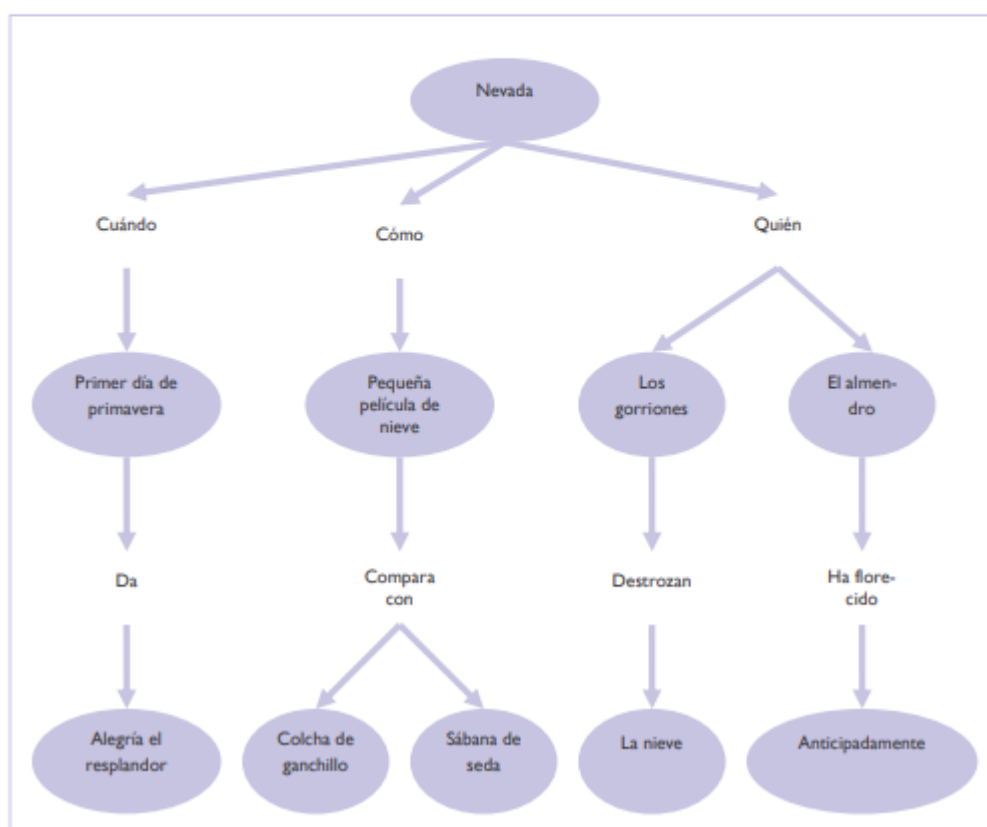 Nevada
Cuándo
Cómo
Quién
Primer día de
primavera
Pequeña
película de
nieve
Los
gorriones
El almen-
dro
Da
Compara
con
Destrozan
Ha flore-
cido
Alegría el
resplandor
Colcha de
ganchillo
Sábana de
seda
La nieve
Anticipadamente